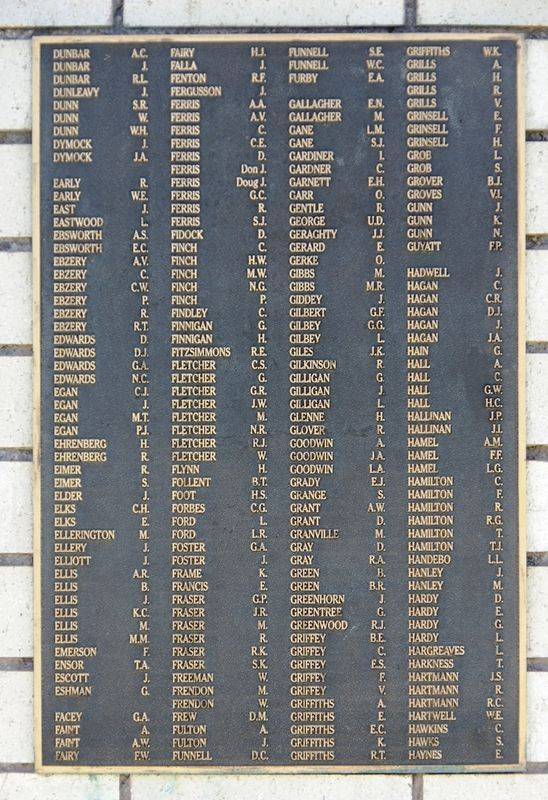 DUNBAR A.C.
DUNBAR J.
DUNBAR R.L.
DUNLEAVY J.
DUNN S.R.
DUNN W.
DUNN W.H.
DYMOCK J.
DYMOCK J.A.
EARLY R.
EARLY W.E.
EAST J.
EASTWOOD L.
EBSWORTH A.S.
EBSWORTH E.C.
EBZERY A.V.
EBZERY C.
EBZERY C.W.
EBZERY P.
EBZERY R.
EBZERY R.T.
EDWARDS D.
EDWARDS D.J.
EDWARDS G.A.
EDWARDS N.C.
EGAN C.J.
EGAN J.
EGAN M.T.
EGAN P.J.
EHRENBERG H.
EHRENBERG R.
EIMER R.
EIMER S.
ELDER J.
ELKS C.H.
ELKS E.
ELLERINGTON M.
ELLERY J.
ELLIOTT J.
ELLIS A.R.
ELLIS B.
ELLIS J.
ELLIS K.C.
ELLIS M.
ELLIS M.M.
EMERSON F.
ENSOR T.A.
ESCOTT J.
ESHMAN G.
FACEY G.A.
FAINT A.
FAINT A.W.
FAIRY F.W.
FAIRY H.J.
FALLA J.
FENTON R.F.
FERGUSSON J.
FERRIS A.A.
FERRIS A.V.
FERRIS C.
FERRIS C.E.
FERRIS D.
FERRIS Don J.
FERRIS Doug J.
FERRIS G.C.
FERRIS R.
FERRIS S.J.
FIDOCK D.
FINCH C.
FINCH H.W.
FINCH M.W.
FINCH N.G.
FINCH P.
FINDLEY C.
FINNIGAN G.
FINNIGAN H.
FITZSIMMONS R.E.
FLETCHER C.S.
FLETCHER G.
FLETCHER G.R.
FLETCHER J.W.
FLETCHER M.
FLETCHER N.R.
FLETCHER R.J.
FLETCHER W.
FLYNN H.
FOLLENT B.T.
FOOT H.S.
FORBES C.G.
FORD L.
FORD L.R.
FOSTER G.A.
FOSTER J.
FRAME K.
FRANCIS E.
FRASER G.P.
FRASER J.R.
FRASER M.
FRASER R.
FRASER R.K.
FRASER S.K.
FREEMAN W.
FRENDON M.
FRENDON W.
FREW D.M.
FULTON A.
FULTON J.
FUNNELL D.C.
FUNNELL S.E.
FUNNELL W.C.
FURBY E.A.
GALLAGHER E.N.
GALLAGHER M.
GANE L.M.
GANE S.J.
GARDINER I.
GARDNER C.
GARNETT E.H.
GARR O.
GENTLE R.
GEORGE U.D.
GERAGHTY J.J.
GERARD E.
GERKE O.
GIBBS M.
GIBBS M.R.
GIDDEY J.
GILBERT G.F.
GILBEY G.G.
GILBEY L.
GILES J.K.
GILKINSON R.
GILLIGAN G.
GILLIGAN J.
GILLIGAN L.
GLENNE H.
GLOVER R.
GOODWIN A.
GOODWIN J.A.
GOODWIN L.A.
GRADY E.J.
GRANGE S.
GRANT A.W.
GRANT D.
GRANVILLE M.
GRAY D.
GRAY R.A.
GREEN B.
GREEN B.R.
GREENHORN J.
GREENTREE G.
GREENWOOD R.J.
GRIFFEY B.E.
GRIFFEY C.
GRIFFEY E.S.
GRIFFEY F.
GRIFFEY V.
GRIFFITHS A.
GRIFFITHS E.
GRIFFITHS E.C.
GRIFFITHS K.
GRIFFITHS R.T.
GRIFFITHS W.K.
GRILLS A.
GRILLS H.
GRILLS R.
GRILLS V.
GRINSELL E.
GRINSELL F.
GRINSELL H.
GROB L.
GROB S.
GROVER B.J.
GROVES V.I.
GUNN J.
GUNN K.
GUNN N.
GUYATT F.P.
HADWELL J.
HAGAN C.
HAGAN C.R.
HAGAN D.J.
HAGAN J.
HAGAN J.A.
HAIN G.
HALL A.
HALL C.
HALL G.W.
HALL H.C.
HALLINAN J.P.
HALLINAN J.I.
HAMEL A.M.
HAMEL F.F.
HAMEL L.G.
HAMILTON C.
HAMILTON F.
HAMILTON R.
HAMILTON R.G.
HAMILTON T.
HAMILTON T.J.
HANDEBO L.L.
HANLEY J.
HANLEY M.
HARDY D.
HARDY E.
HARDY G.
HARDY L.
HARGREAVES L.
HARKNESS T.
HARTMANN J.S.
HARTMANN R.
HARTMANN R.C.
HARTWELL W.E.
HAWKINS C.
HAWKS S.
HAYNES E.